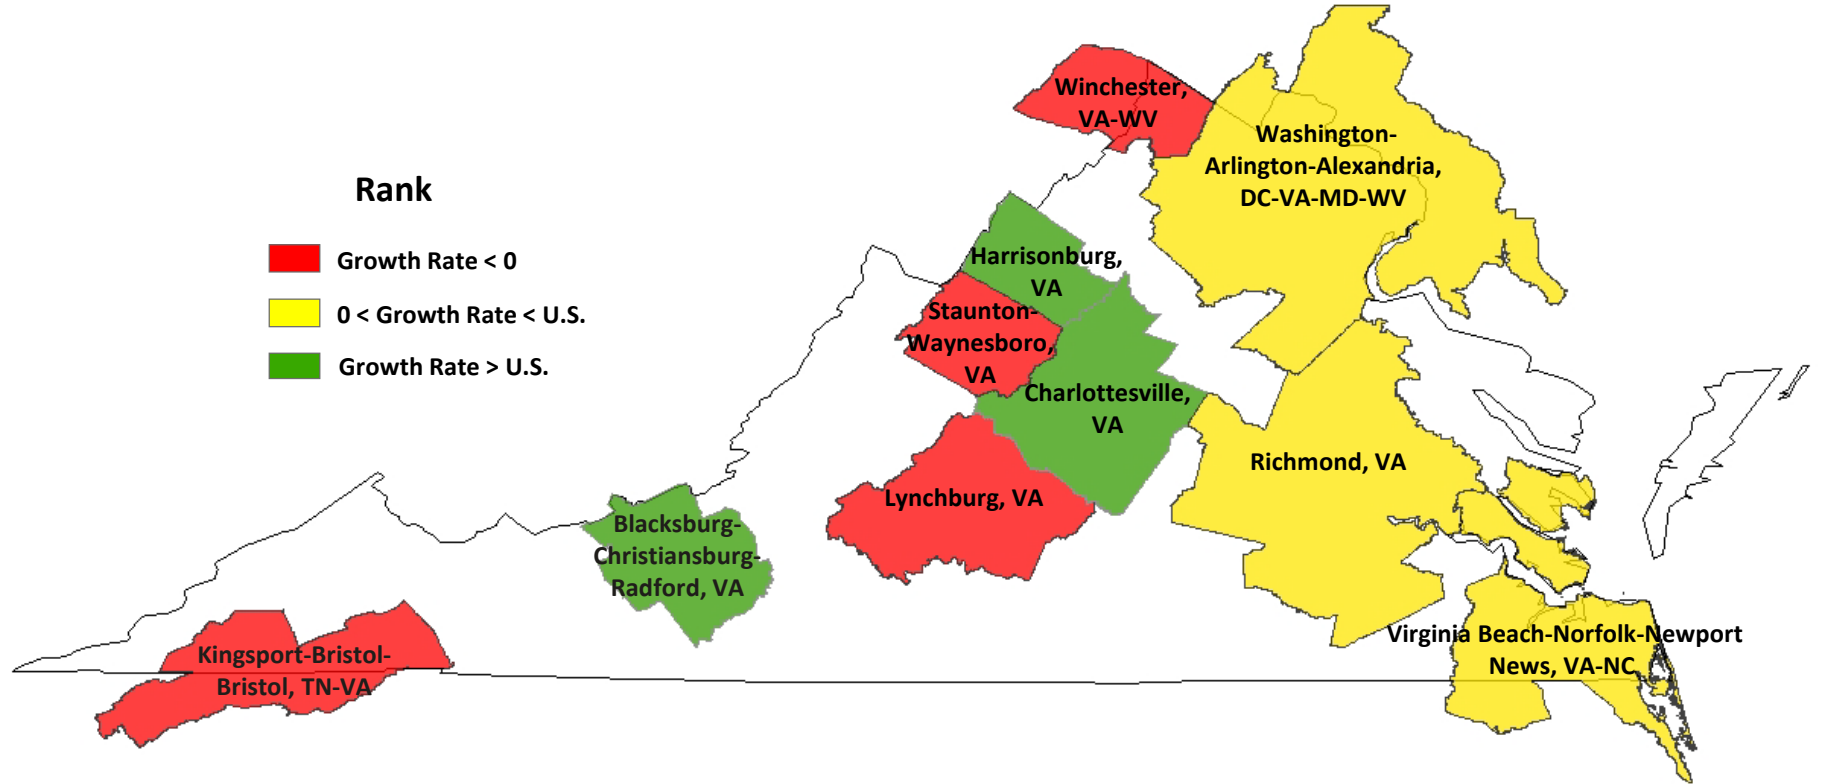 Rank
Growth Rate < 0
0 < Growth Rate < U.S.
Growth Rate > U.S.
Winchester,
VA-WV
Washington-
Arlington-Alexandria,
DC-VA-MD-WV
Harrisonburg,
VA
Staunton-
Waynesboro,
VA
Charlottesville,
VA
Richmond, VA
Lynchburg, VA
Blacksburg-
Christiansburg-
Radford, VA
Virginia Beach-Norfolk-Newport
News, VA-NC
Kingsport-Bristol-
Bristol, TN-VA